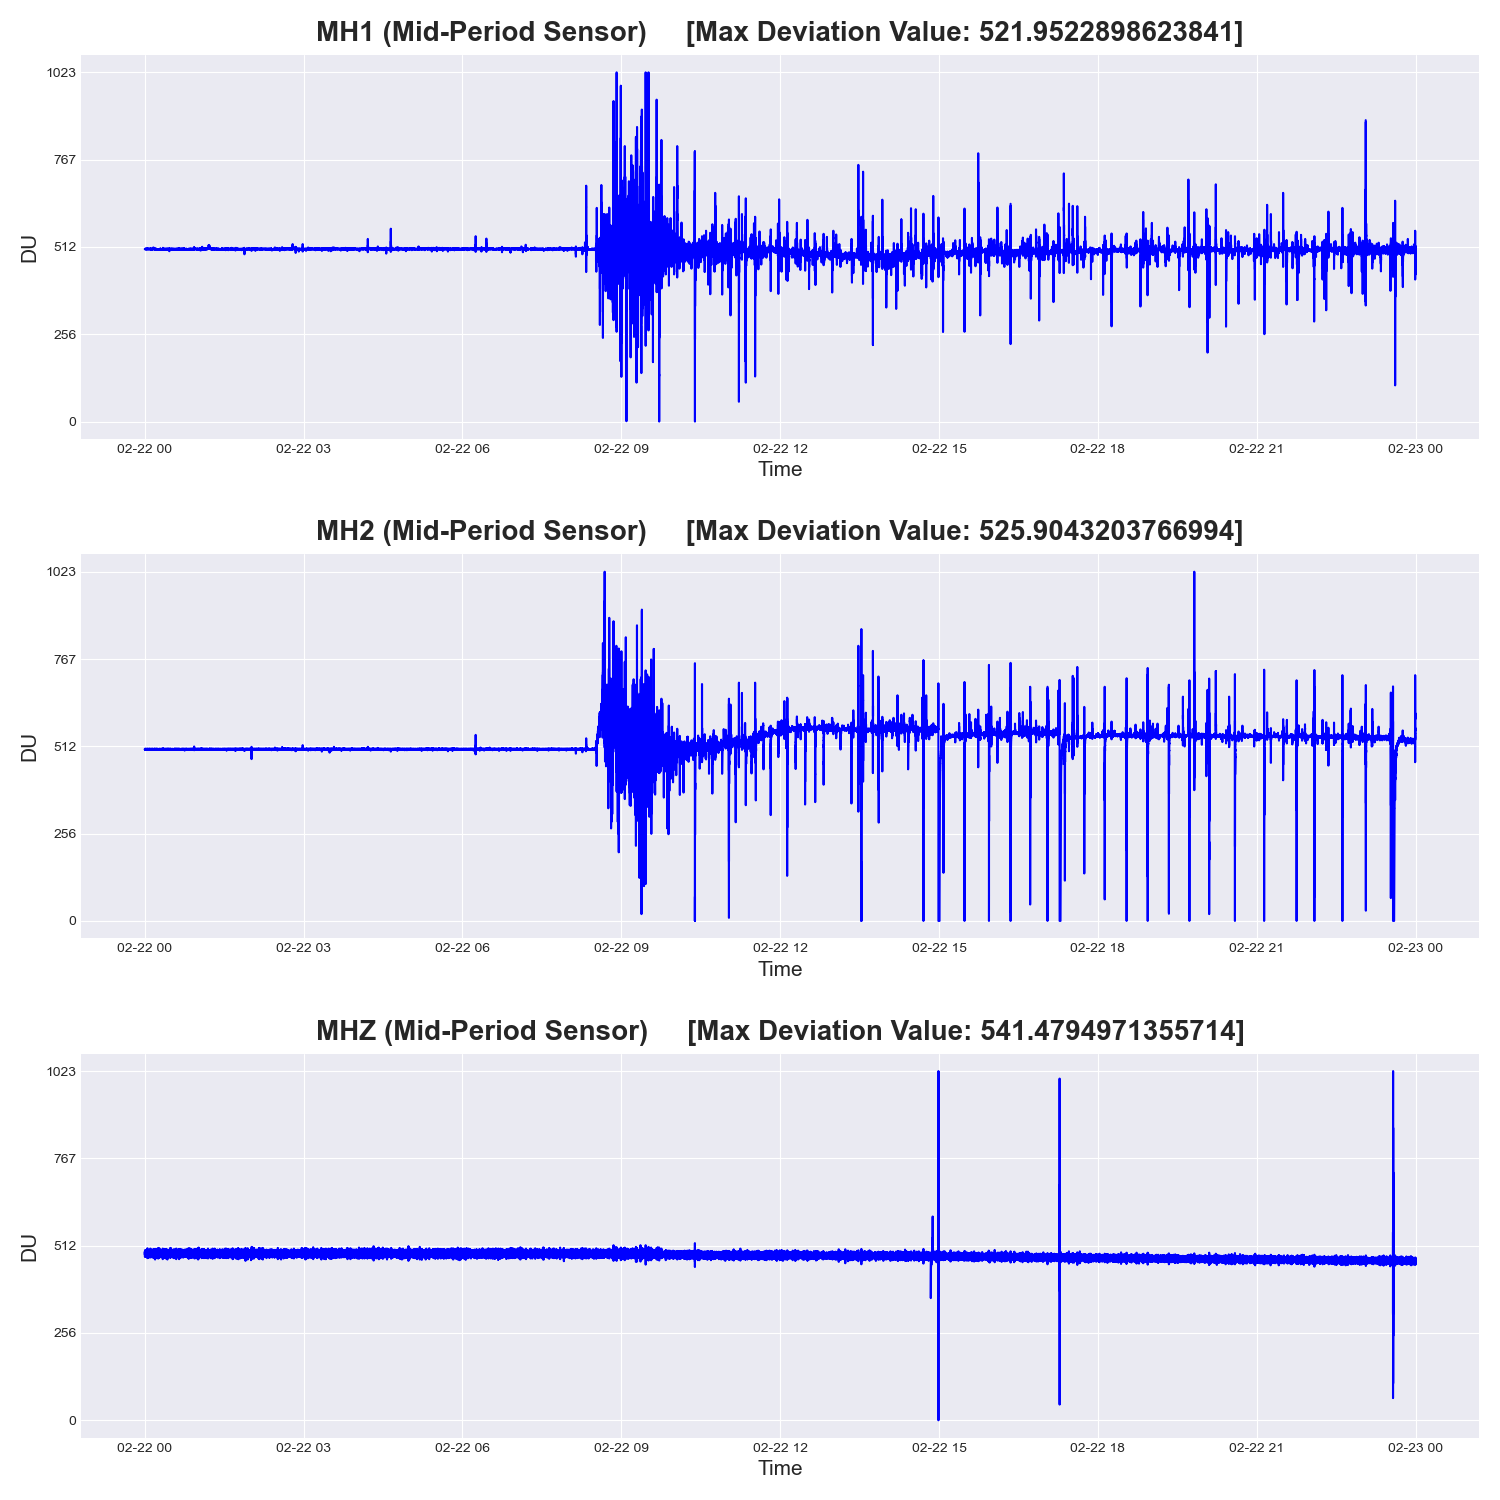 MH1 (Mid-Period Sensor) [Max Deviation Value: 521.9522898623841]
1023
767
512
256
0
DU
02-22 00 02-22 03 02-22 06 02-22 09 02-22 12 02-22 15 02-22 18 02-22 21 02-23 00
Time
MH2 (Mid-Period Sensor) [Max Deviation Value: 525.9043203766994]
1023
767
512
256
0
DU
02-22 00 02-22 03 02-22 06 02-22 09 02-22 12 02-22 15 02-22 18 02-22 21 02-23 00
Time
MHZ (Mid-Period Sensor) [Max Deviation Value: 541.4794971355714]
1023
767
512
256
0
DU
02-22 00 02-22 03 02-22 06 02-22 09 02-22 12 02-22 15 02-22 18 02-22 21 02-23 00
Time